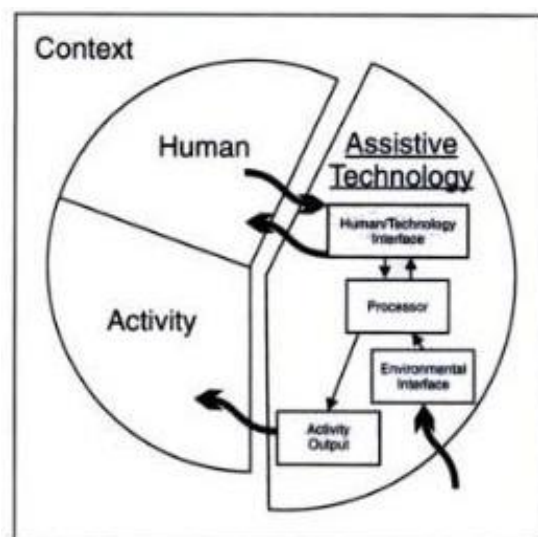 Context
Human
Assistive
Technology
Human/Technology
Interface
Processor
Activity
Environmental
Interface
Activity
Output